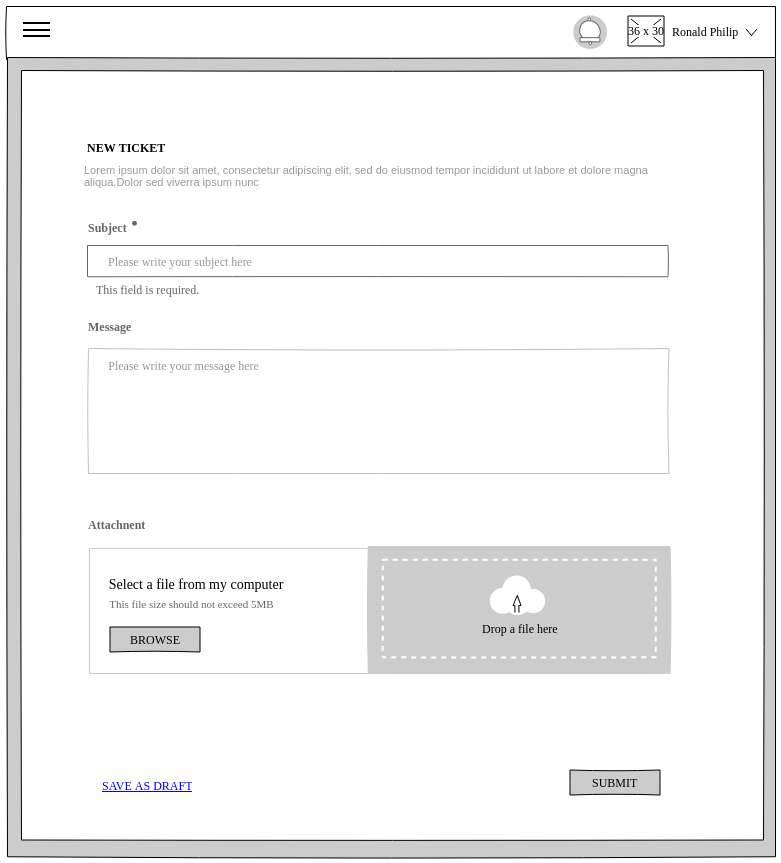 36 x 30
Ronald Philip
NEW TICKET
Lorem ipsum dolor sit amet, consectetur adipiscing elit, sed do eiusmod tempor incididunt ut labore et dolore magna
aliqua.Dolor sed viverra ipsum nunc
Subject
Please write your subject here
This field is required.
Message
Please write your message here
Attachnent
Select a file from my computer
This file size should not exceed 5MB
BROWSE
Drop a file here
SAVE AS DRAFT
SUBMIT